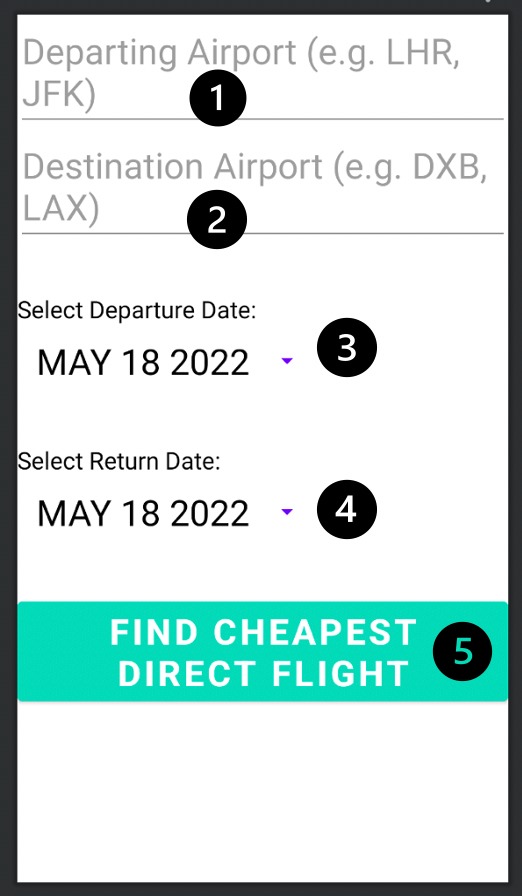 Departing Airport (e.g. LHR,
JFK)
1
Destination Airport (e.g. DXB,
LAX)
2
Select Departure Date:
MAY 18 2022
3
Select Return Date:
MAY 18 2022
4
FIND CHEAPEST
DIRECT FLIGHT
5